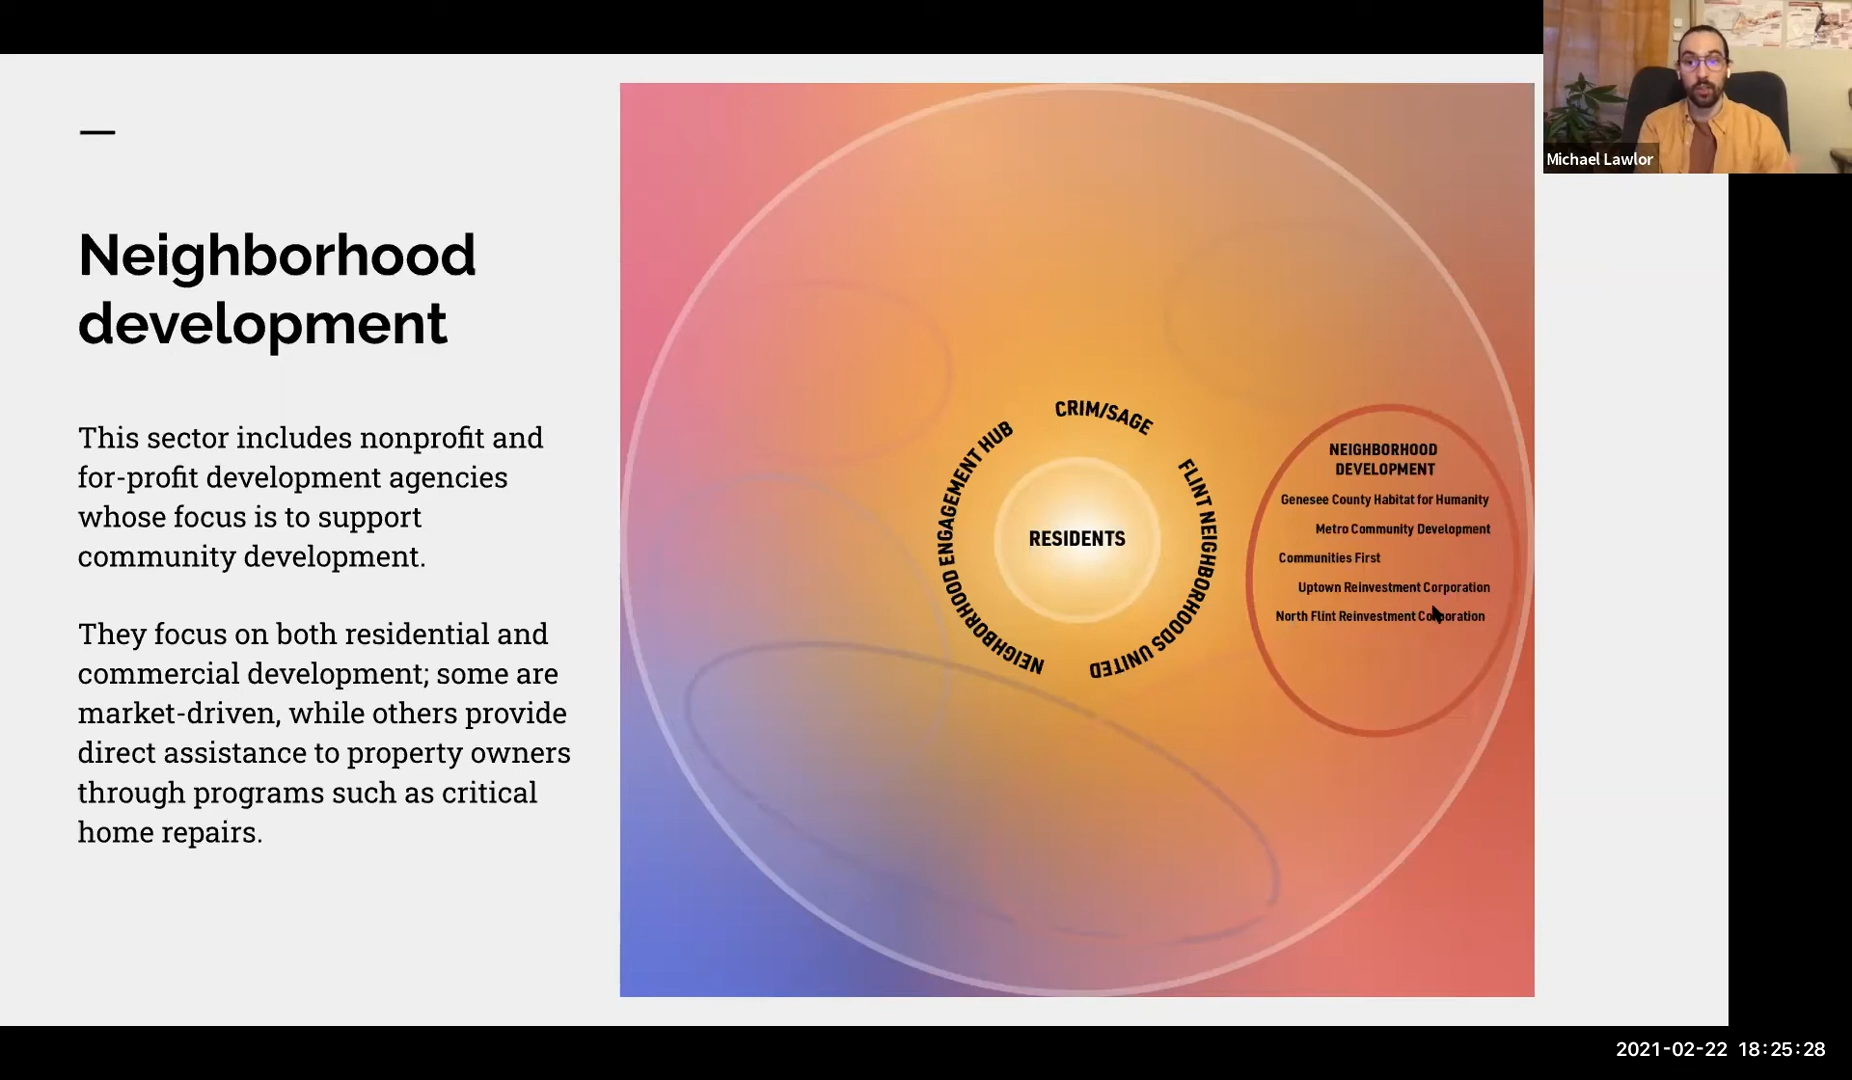 Michael Lawlor
Neighborhood
development
This sector includes nonprofit and
for-profit development agencies
whose focus is to support
community development.
They focus on both residential and
commercial development; some are
market-driven, while others provide
direct assistance to property owners
through programs such as critical
home repairs.
CRIM/SAGE
NEIGHBORHOOD ENGAGEMENT HUB
FLINT NEIGHBORHOODS UNITED
RESIDENTS
NEIGHBORHOOD
DEVELOPMENT
Genesee County Habitat for Humanity
Metro Community Development
Communities First
Uptown Reinvestment Corporation
North Flint Reinvestment Corporation
2021-02-22 18:25:28